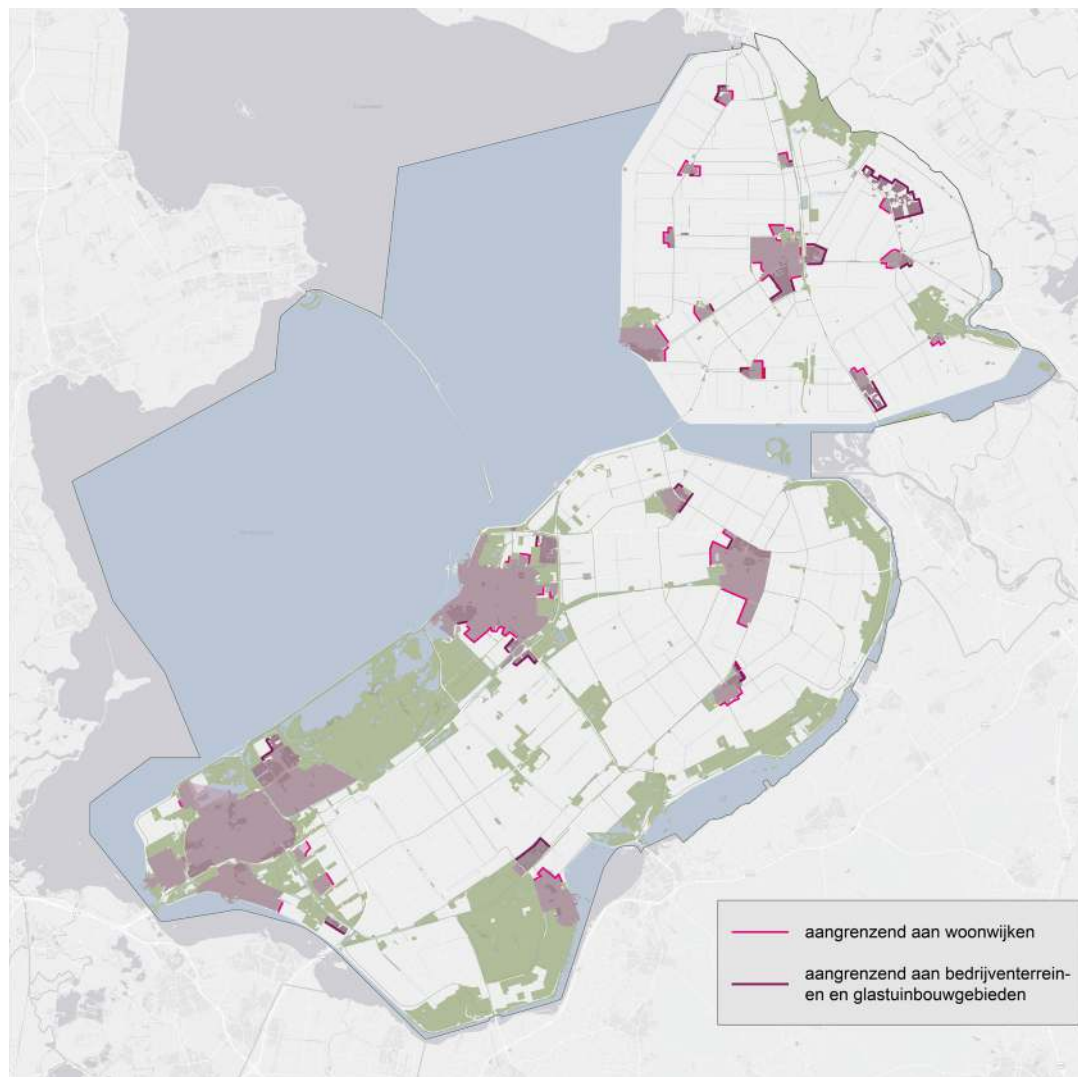 aangrenzend aan woonwijken
aangrenzend aan bedrijventerrein-
en en glastuinbouwgebieden